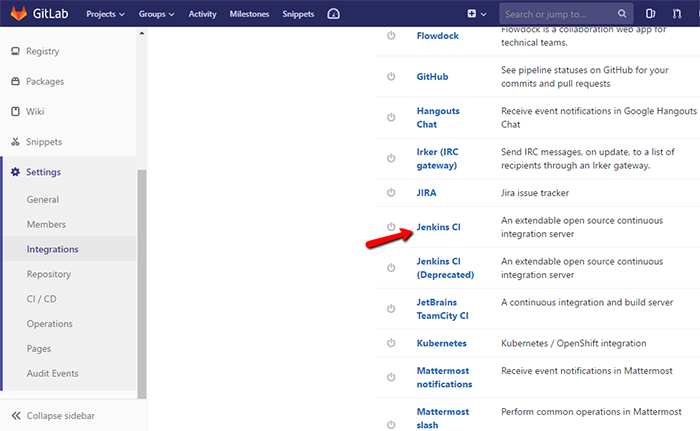 GitLab
Projects
Groups
Activity
Milestones
Snippets
Search or jump to...
Registry
Packages
Wiki
Snippets
Settings
General
Members
Integrations
Repository
CI / CD
Operations
Pages
Audit Events
Collapse sidebar
Flowdock
Flowdock is a collaboration web app for
technical teams.
GitHub
See pipeline statuses on GitHub for your
commits and pull requests
Hangouts
Chat
Receive event notifications in Google Hangouts
Chat
Irker (IRC
gateway)
Send IRC messages, on update, to a list of
recipients through an Irker gateway.
JIRA
Jira issue tracker
Jenkins CI
An extendable open source continuous
integration server
Jenkins CI
(Deprecated)
An extendable open source continuous
integration server
JetBrains
TeamCity CI
A continuous integration and build server
Kubernetes
Kubernetes / OpenShift integration
Mattermost
notifications
Receive event notifications in Mattermost
Mattermost
slash
Perform common operations in Mattermost